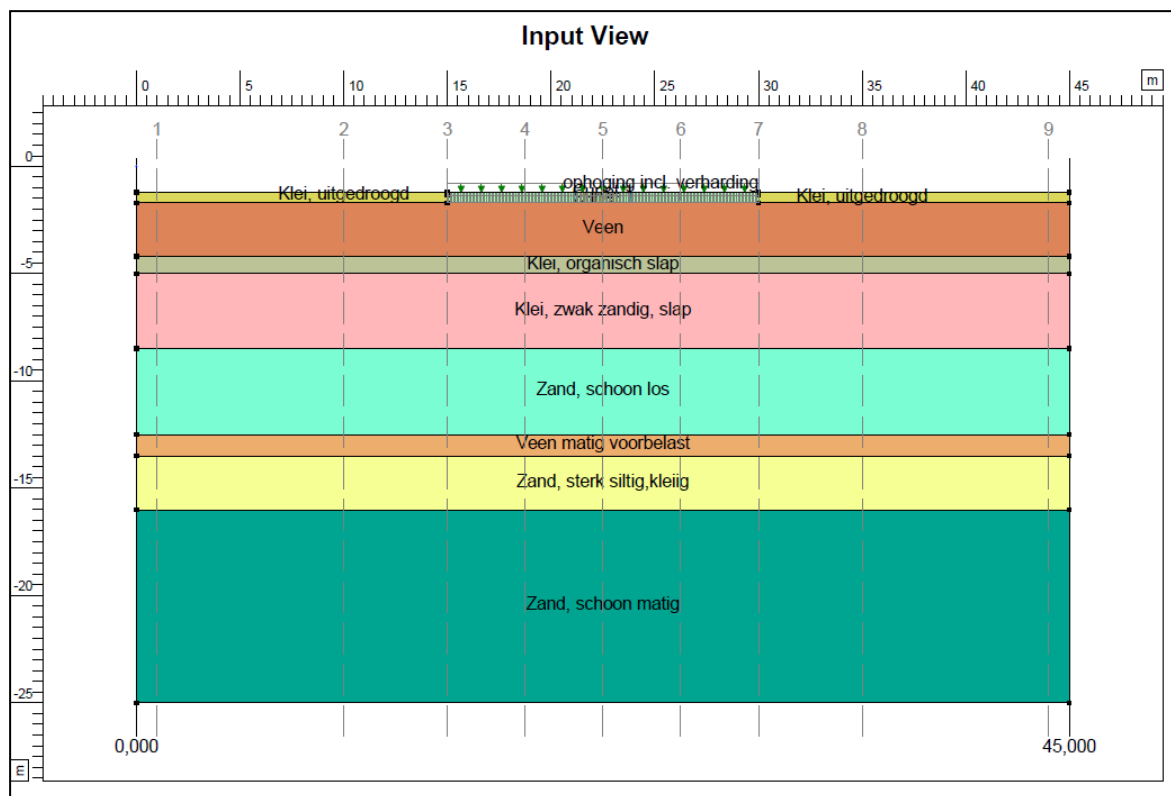 Input View
0 5 10 15 20 25 30 35 40 45 m
1 2 3 4 5 6 7 8 9
0
ophoging incl. verharding
Klei, uitgedroogd Klei, uitgedroogd
Veen
Klei, organisch slap
-5
Klei, zwak zandig, slap
-10
Zand, schoon los
Veen matig voorbelast
-15
Zand, sterk siltig,kleiig
-20
Zand, schoon matig
-25
0,000 45,000
m